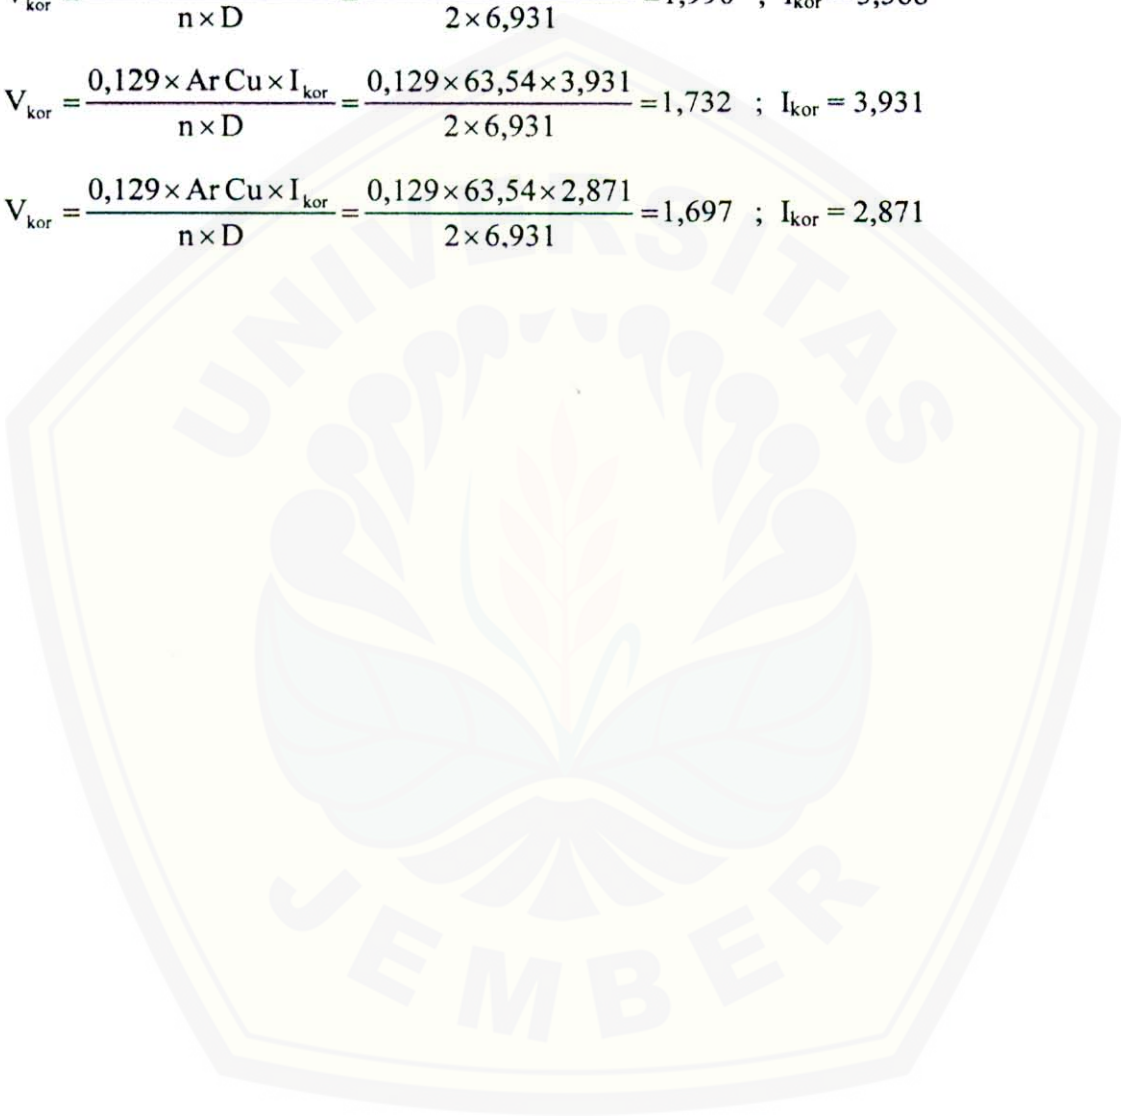 n × D 2 × 6,931
V_kor = 0,129 × Ar Cu × I_kor / n × D = 0,129 × 63,54 × 3,931 / 2 × 6,931 = 1,732 ; I_kor = 3,931
V_kor = 0,129 × Ar Cu × I_kor / n × D = 0,129 × 63,54 × 2,871 / 2 × 6,931 = 1,697 ; I_kor = 2,871
UNIVERSITAS
JEMBER